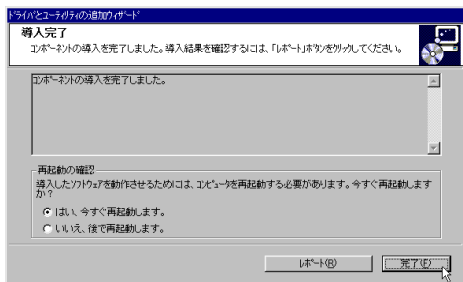 ドライバとユーティリティの追加ウィザード
導入完了
コンポーネントの導入を完了しました。導入結果を確認するには、「レポート」ボタンをクリックしてください。
コンポーネントの導入を完了しました。
再起動の確認
導入したソフトウェアを動作させるためには、コンピュータを再起動する必要があります。今すぐ再起動します
か?
はい、今すぐ再起動します。
いいえ、後で再起動します。
レポート(R)
完了(F)